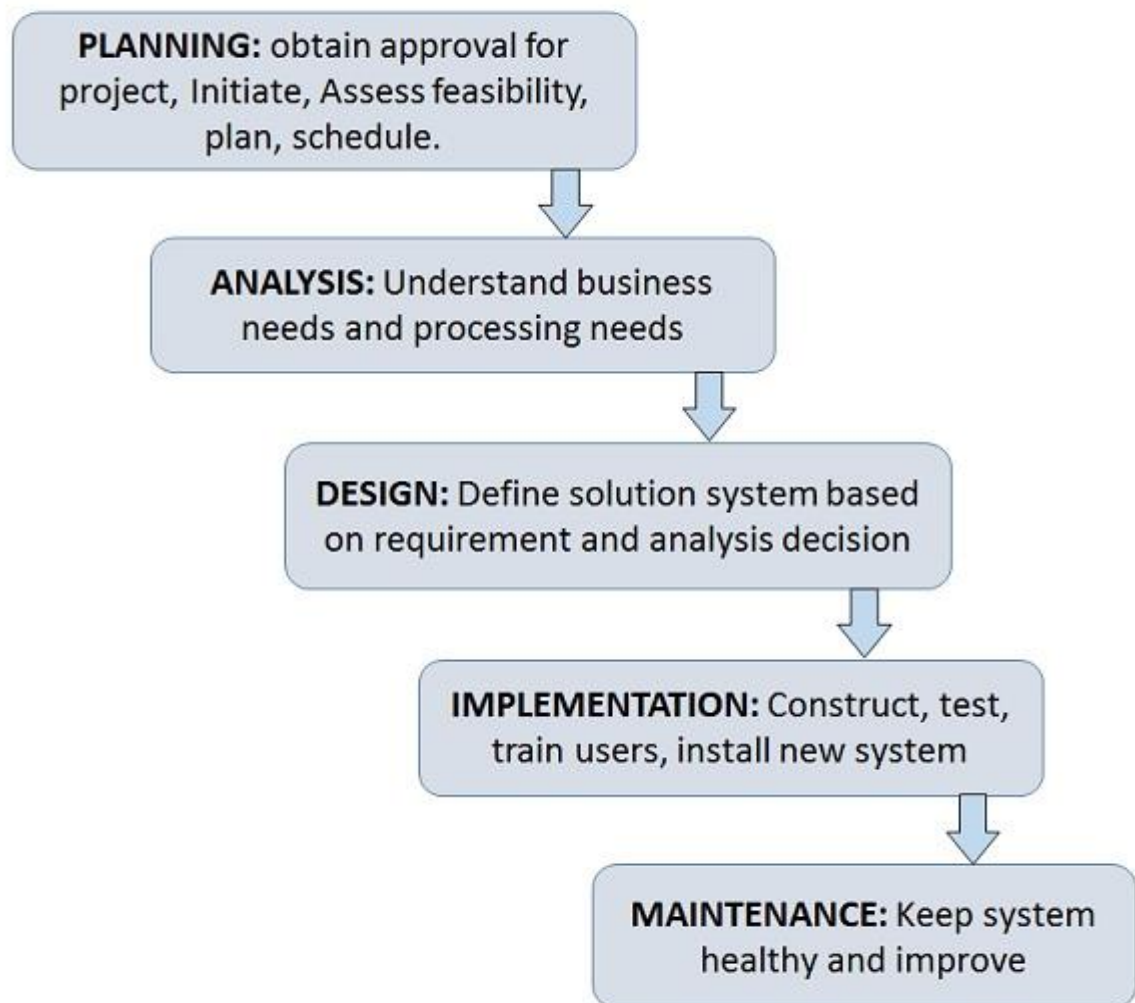 PLANNING: obtain approval for
project, Initiate, Assess feasibility,
plan, schedule.
ANALYSIS: Understand business
needs and processing needs
DESIGN: Define solution system based
on requirement and analysis decision
IMPLEMENTATION: Construct, test,
train users, install new system
MAINTENANCE: Keep system
healthy and improve